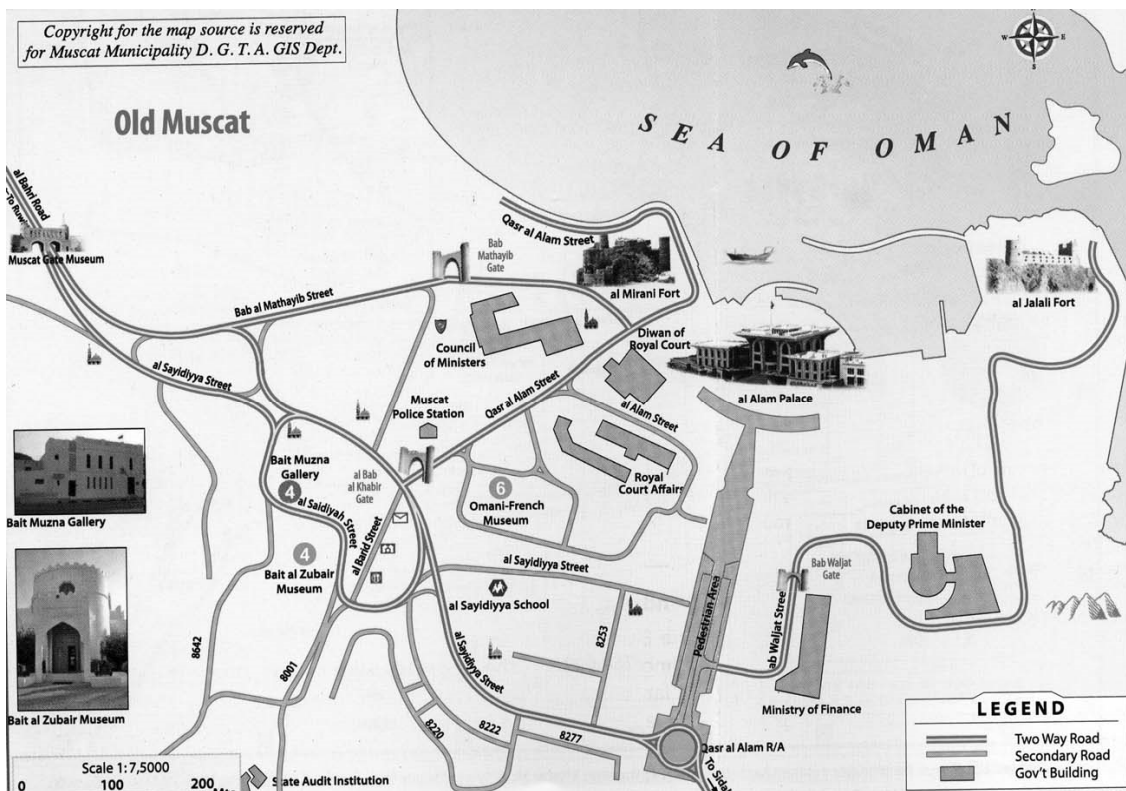 Copyright for the map source is reserved
for Muscat Municipality D. G. T. A. GIS Dept.
Old Muscat
SEA OF OMAN
N
W
E
S
al Bahri Road
To Ruwi
Muscat Gate Museum
Qasr al Alam Street
Bab
Mathayib
Gate
al Mirani Fort
al Jalali Fort
Bab al Mathayib Street
Council
of Ministers
Diwan of
Royal Court
al Alam Palace
al Sayidiyya Street
Qasr al Alam Street
al Alam Street
Muscat
Police Station
Bait Muzna
Gallery
4
al Bab
al Khabir
Gate
al Saidiyah Street
al Barid Street
6
Omani-French
Museum
Royal
Court Affairs
Cabinet of the
Deputy Prime Minister
Bait Muzna Gallery
4
Bait al Zubair
Museum
al Sayidiyya Street
al Sayidiyya School
Bab Waljat
Gate
Pedestrian Area
ab Waljat Stree
8253
8642
8001
al Sayidiyya Street
Bait al Zubair Museum
8220
8222
8277
Ministry of Finance
Qasr al Alam R/A
To Sidal
Scale 1:7,5000
0 100 200
State Audit Institution
LEGEND
Two Way Road
Secondary Road
Gov't Building